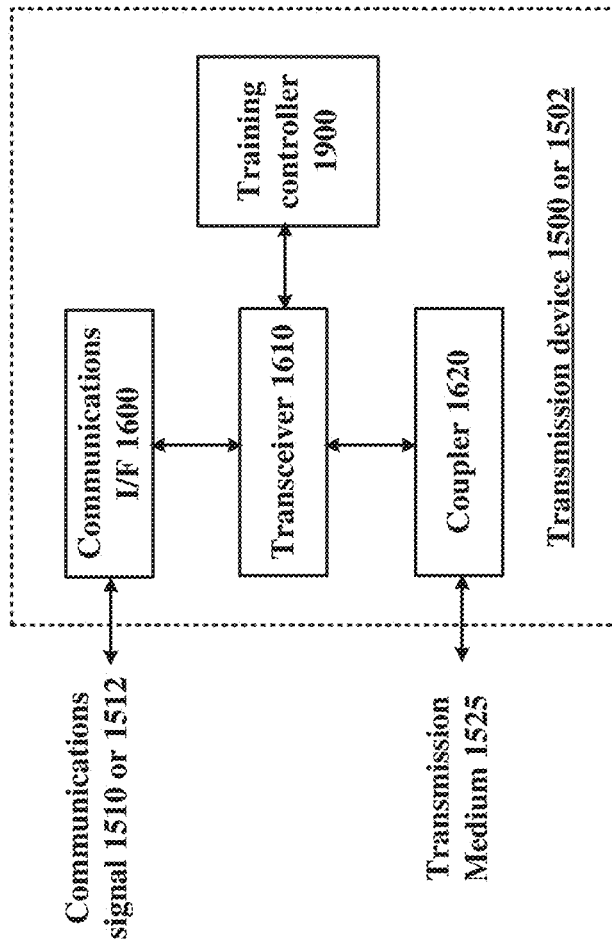 Communications
signal 1510 or 1512
Transmission
Medium 1525
Communications
I/F 1600
Transceiver 1610
Coupler 1620
Training
controller
1900
Transmission device 1500 or 1502